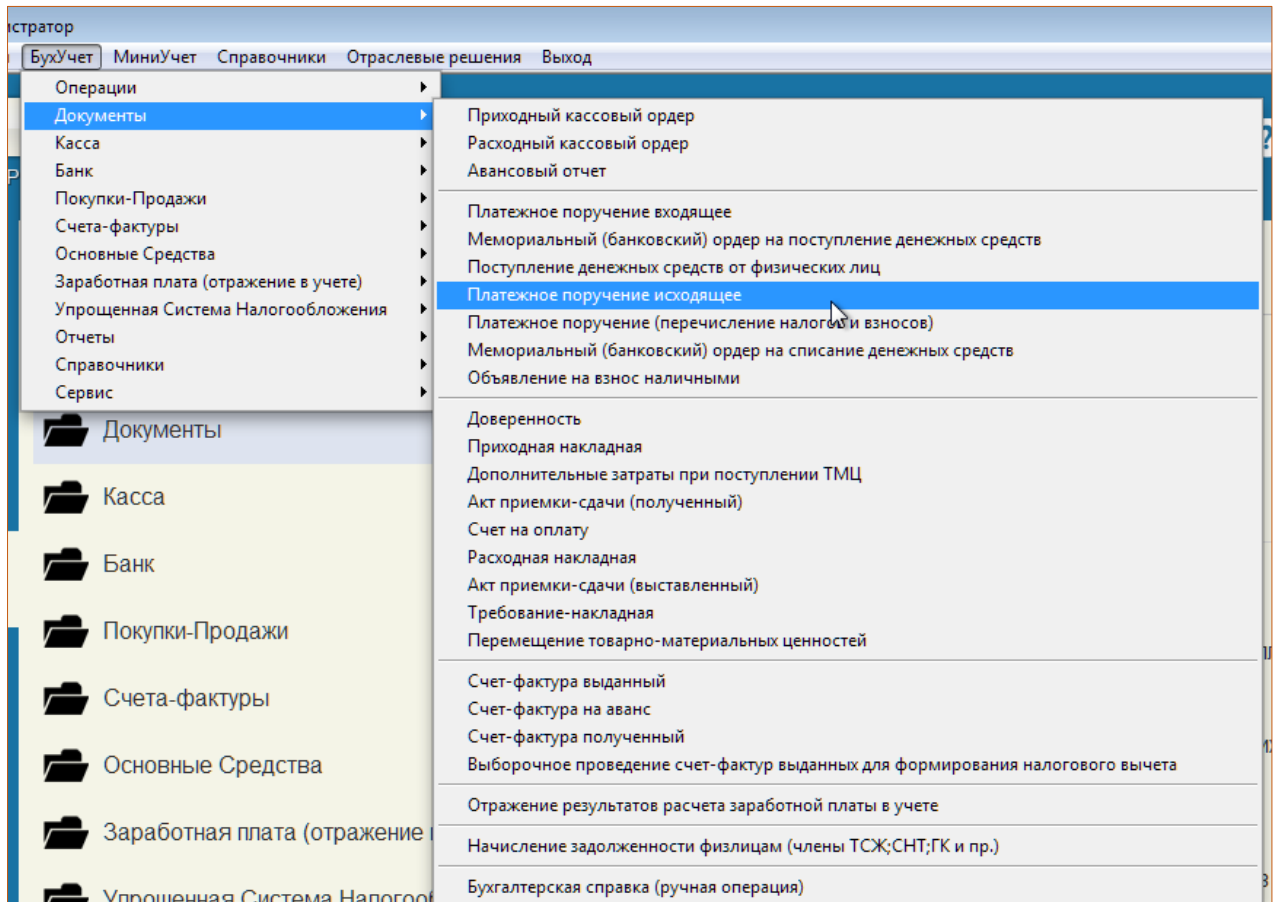 истратор
БухУчет МиниУчет Справочники Отраслевые решения Выход
Операции
Документы
Касса
Банк
Покупки-Продажи
Счета-фактуры
Основные Средства
Заработная плата (отражение в учете)
Упрощенная Система Налогообложения
Отчеты
Справочники
Сервис
Приходный кассовый ордер
Расходный кассовый ордер
Авансовый отчет
Платежное поручение входящее
Мемориальный (банковский) ордер на поступление денежных средств
Поступление денежных средств от физических лиц
Платежное поручение исходящее
Платежное поручение (перечисление налогов и взносов)
Мемориальный (банковский) ордер на списание денежных средств
Объявление на взнос наличными
Доверенность
Приходная накладная
Дополнительные затраты при поступлении ТМЦ
Акт приемки-сдачи (полученный)
Счет на оплату
Расходная накладная
Акт приемки-сдачи (выставленный)
Требование-накладная
Перемещение товарно-материальных ценностей
Счет-фактура выданный
Счет-фактура на аванс
Счет-фактура полученный
Выборочное проведение счет-фактур выданных для формирования налогового вычета
Отражение результатов расчета заработной платы в учете
Начисление задолженности физлицам (члены ТСЖ;СНТ;ГК и пр.)
Бухгалтерская справка (ручная операция)
Документы
Касса
Банк
Покупки-Продажи
Счета-фактуры
Основные Средства
Заработная плата (отражение
Упрощенная Система Налогооб